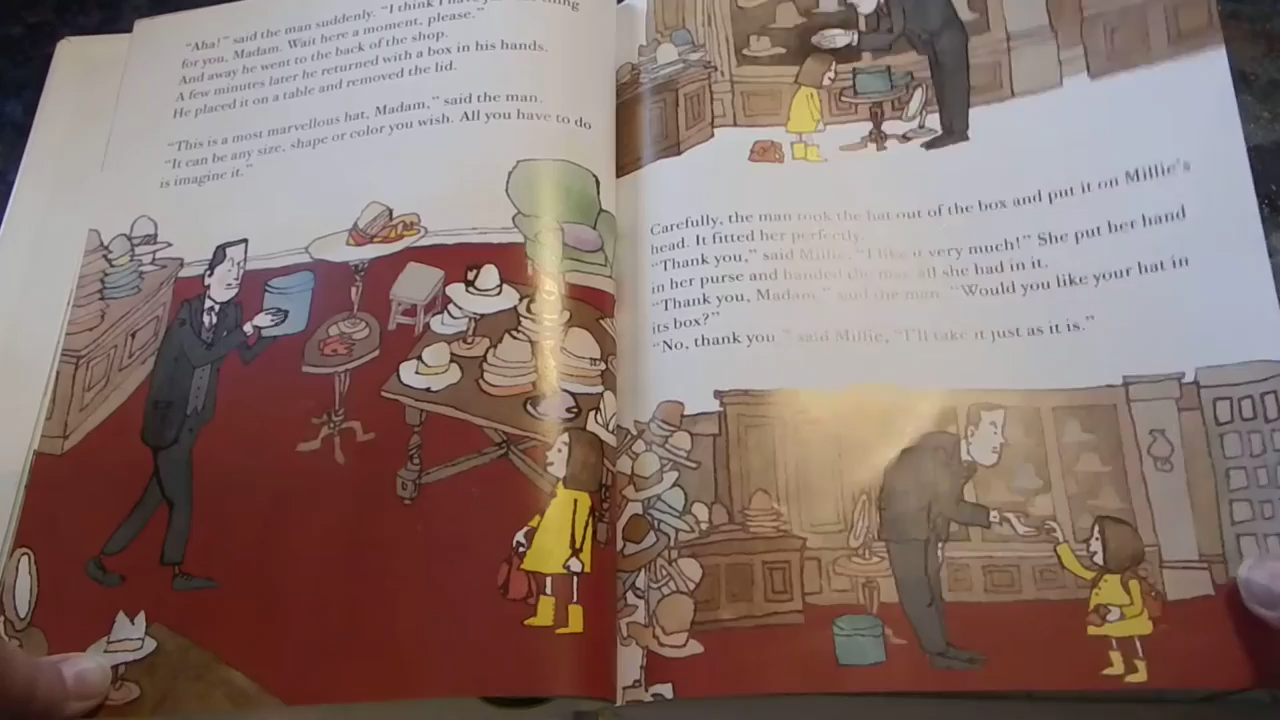 "Aha!" said the man suddenly. "I think I
for you, Madam. Wait here a moment, please."
And away he went to the back of the shop.
A few minutes later he returned with a box in his hands.
He placed it on a table and removed the lid.
"This is a most marvellous hat, Madam," said the man.
"It can be any size, shape or color you wish. All you have to do
is imagine it."
Carefully, the man took the hat out of the box and put it on Millie's
head. It fitted her perfectly.
"Thank you," said Millie, "I like it very much!" She put her hand
in her purse and handed the man all she had in it.
"Thank you, Madam," said the man. "Would you like your hat in
its box?"
"No, thank you," said Millie, "I'll take it just as it is."